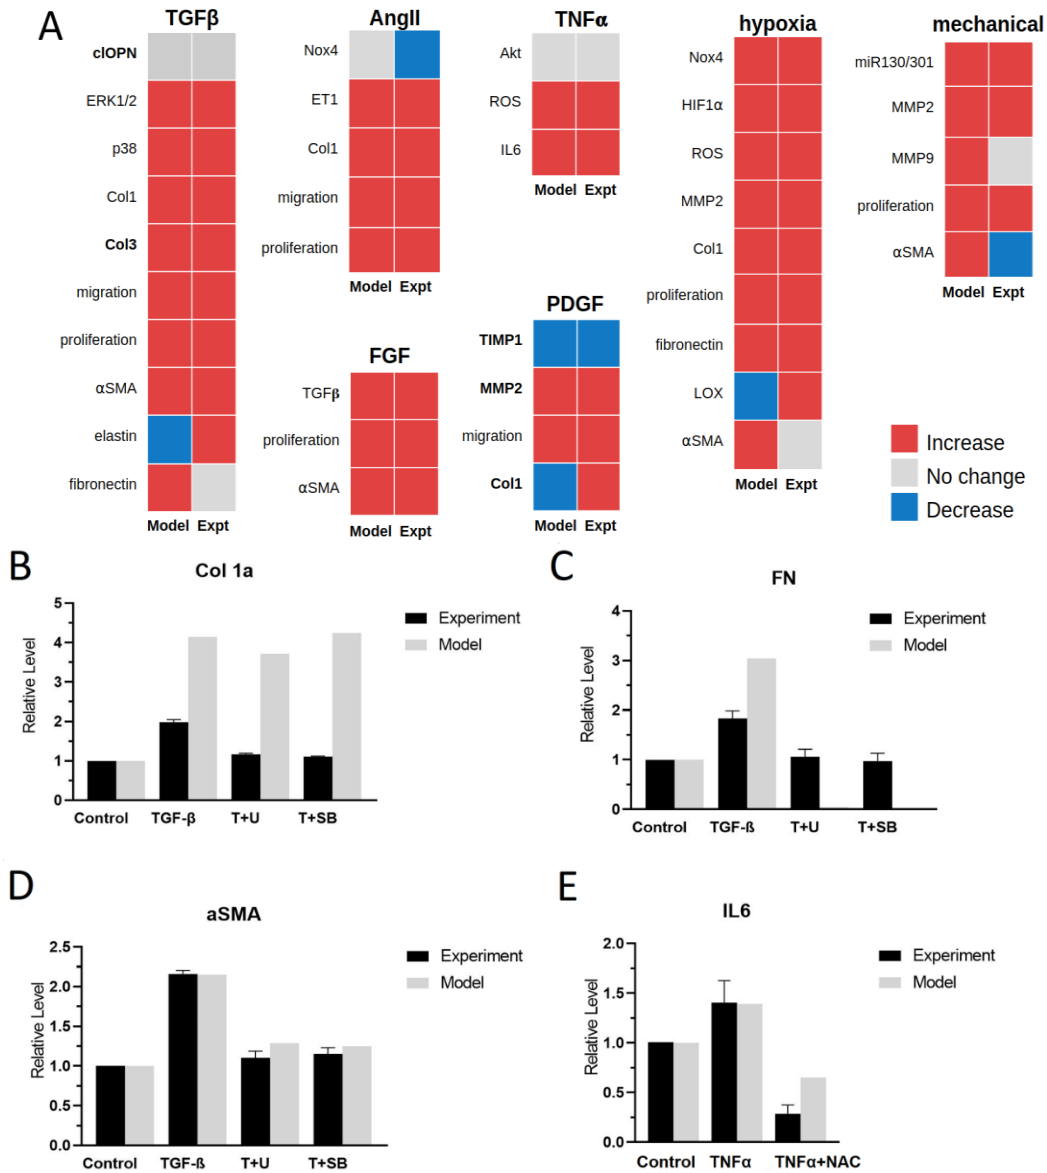 A
TGFβ
clOPN
ERK1/2
p38
Col1
Col3
migration
proliferation
αSMA
elastin
fibronectin
Model Expt
AngII
Nox4
ET1
Col1
migration
proliferation
Model Expt
FGF
TGFβ
proliferation
αSMA
Model Expt
TNFα
Akt
ROS
IL6
Model Expt
PDGF
TIMP1
MMP2
migration
Col1
Model Expt
hypoxia
Nox4
HIF1α
ROS
MMP2
Col1
proliferation
fibronectin
LOX
αSMA
Model Expt
mechanical
miR130/301
MMP2
MMP9
proliferation
αSMA
Model Expt
Increase
No change
Decrease
B
Col 1a
Relative Level
5
4
3
2
1
0
Control TGF-β T+U T+SB
Experiment
Model
C
FN
Relative Level
4
3
2
1
0
Control TGF-ß T+U T+SB
Experiment
Model
D
aSMA
Relative Level
2.5
2.0
1.5
1.0
0.5
0.0
Control TGF-ß T+U T+SB
Experiment
Model
E
IL6
Relative Level
2.0
1.5
1.0
0.5
0.0
Control TNFα TNFα+NAC
Experiment
Model